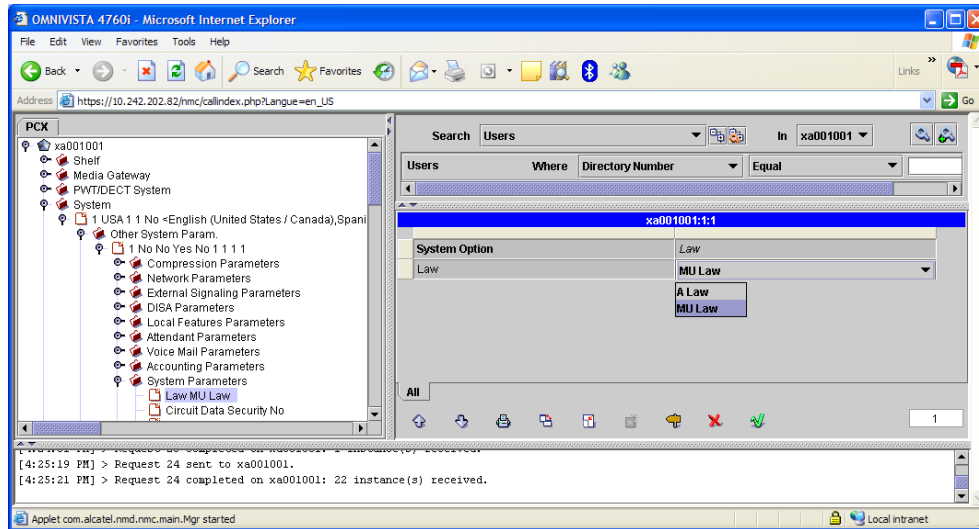 OMNIVISTA 4760i - Microsoft Internet Explorer
File Edit View Favorites Tools Help
Back Search Favorites Links »
Address https://10.242.202.82/nmc/callindex.php?Langue=en_US Go
PCX
xa001001
Shelf
Media Gateway
PWT/DECT System
System
1 USA 1 1 No <English (United States / Canada),Spani
Other System Param.
1 No No Yes No 1 1 1 1
Compression Parameters
Network Parameters
External Signaling Parameters
DISA Parameters
Local Features Parameters
Attendant Parameters
Voice Mail Parameters
Accounting Parameters
System Parameters
Law MU Law
Circuit Data Security No
Search Users In xa001001
Users Where Directory Number Equal
xa001001:1:1
System Option Law
Law MU Law
A Law
MU Law
All
1
[4:25:19 PM] > Request 24 sent to xa001001.
[4:25:21 PM] > Request 24 completed on xa001001: 22 instance(s) received.
Applet com.alcatel.nmd.nmc.main.Mgr started Local intranet